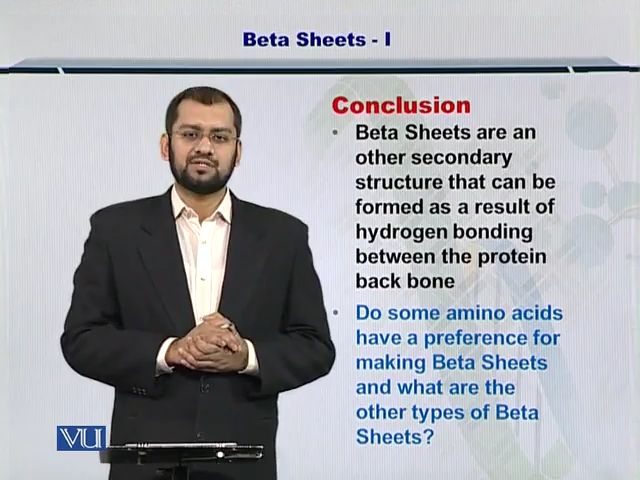 Beta Sheets - I
Conclusion
• Beta Sheets are an
other secondary
structure that can be
formed as a result of
hydrogen bonding
between the protein
back bone
• Do some amino acids
have a preference for
making Beta Sheets
and what are the
other types of Beta
Sheets?
VU